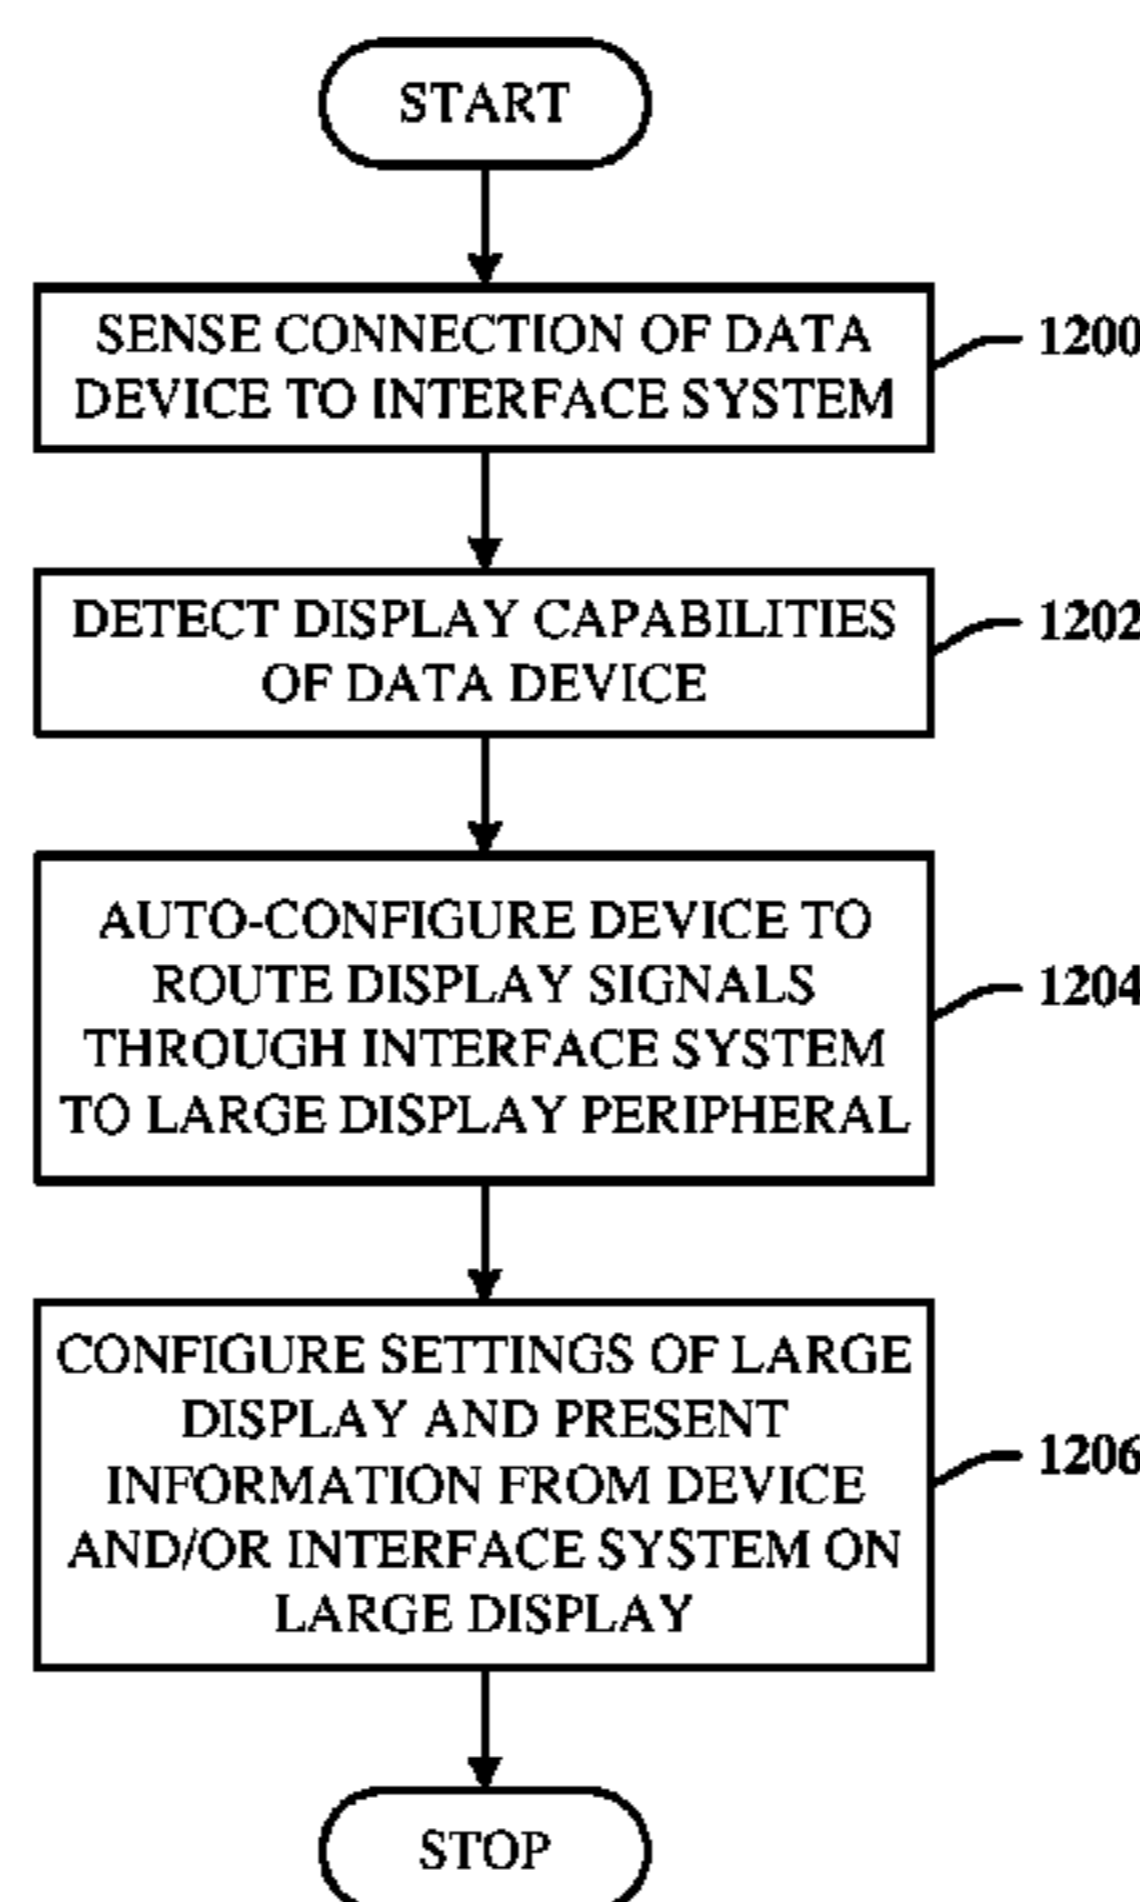 START
SENSE CONNECTION OF DATA
DEVICE TO INTERFACE SYSTEM
1200
DETECT DISPLAY CAPABILITIES
OF DATA DEVICE
1202
AUTO-CONFIGURE DEVICE TO
ROUTE DISPLAY SIGNALS
THROUGH INTERFACE SYSTEM
TO LARGE DISPLAY PERIPHERAL
1204
CONFIGURE SETTINGS OF LARGE
DISPLAY AND PRESENT
INFORMATION FROM DEVICE
AND/OR INTERFACE SYSTEM ON
LARGE DISPLAY
1206
STOP